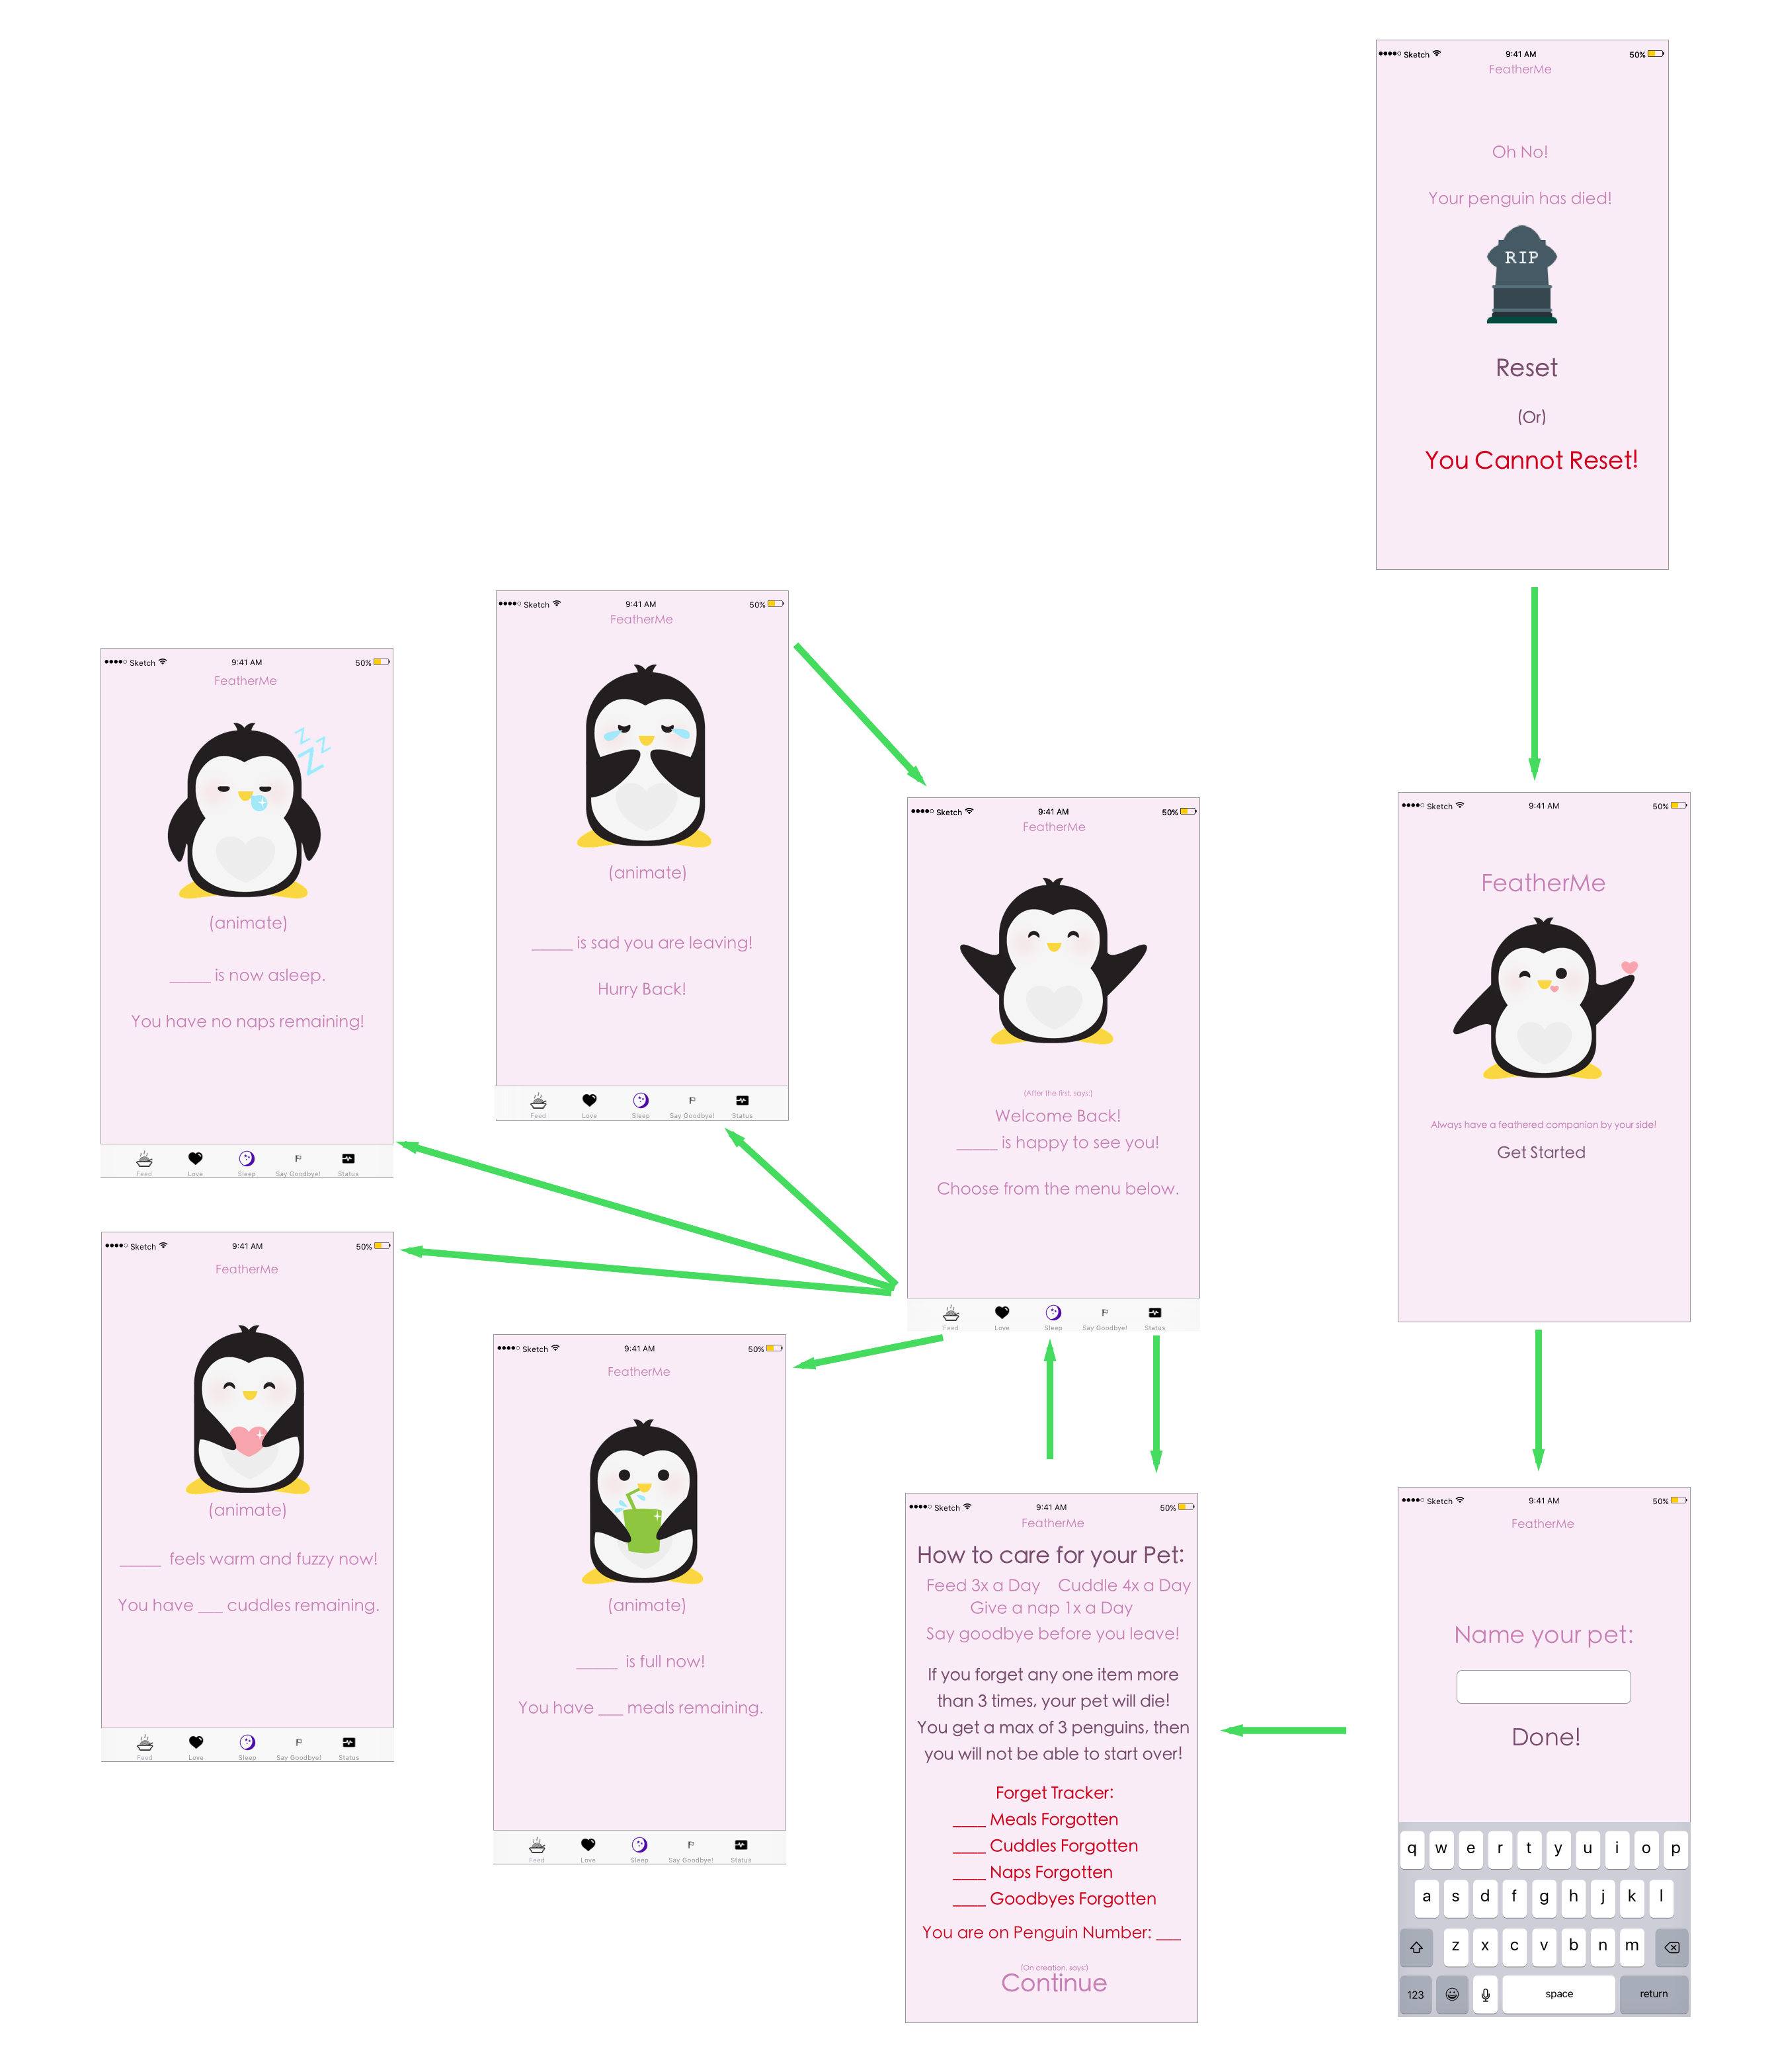 Sketch 9:41 AM 50%
FeatherMe
Oh No!
Your penguin has died!
RIP
Reset
(Or)
You Cannot Reset!
Sketch 9:41 AM 50%
FeatherMe
(animate)
_____ is sad you are leaving!
Hurry Back!
Feed Love Sleep Say Goodbye! Status
Sketch 9:41 AM 50%
FeatherMe
z z z
(animate)
_____ is now asleep.
You have no naps remaining!
Feed Love Sleep Say Goodbye! Status
Sketch 9:41 AM 50%
FeatherMe
(After the first, says:)
Welcome Back!
_____ is happy to see you!
Choose from the menu below.
Feed Love Sleep Say Goodbye! Status
Sketch 9:41 AM 50%
FeatherMe
Always have a feathered companion by your side!
Get Started
Sketch 9:41 AM 50%
FeatherMe
(animate)
_____ feels warm and fuzzy now!
You have ___ cuddles remaining.
Feed Love Sleep Say Goodbye! Status
Sketch 9:41 AM 50%
FeatherMe
(animate)
_____ is full now!
You have ___ meals remaining.
Feed Love Sleep Say Goodbye! Status
Sketch 9:41 AM 50%
FeatherMe
How to care for your Pet:
Feed 3x a Day Cuddle 4x a Day
Give a nap 1x a Day
Say goodbye before you leave!
If you forget any one item more
than 3 times, your pet will die!
You get a max of 3 penguins, then
you will not be able to start over!
Forget Tracker:
____ Meals Forgotten
____ Cuddles Forgotten
____ Naps Forgotten
____ Goodbyes Forgotten
You are on Penguin Number: ___
(On creation, says:)
Continue
Sketch 9:41 AM 50%
FeatherMe
Name your pet:
Done!
q w e r t y u i o p
a s d f g h j k l
z x c v b n m
123 space return